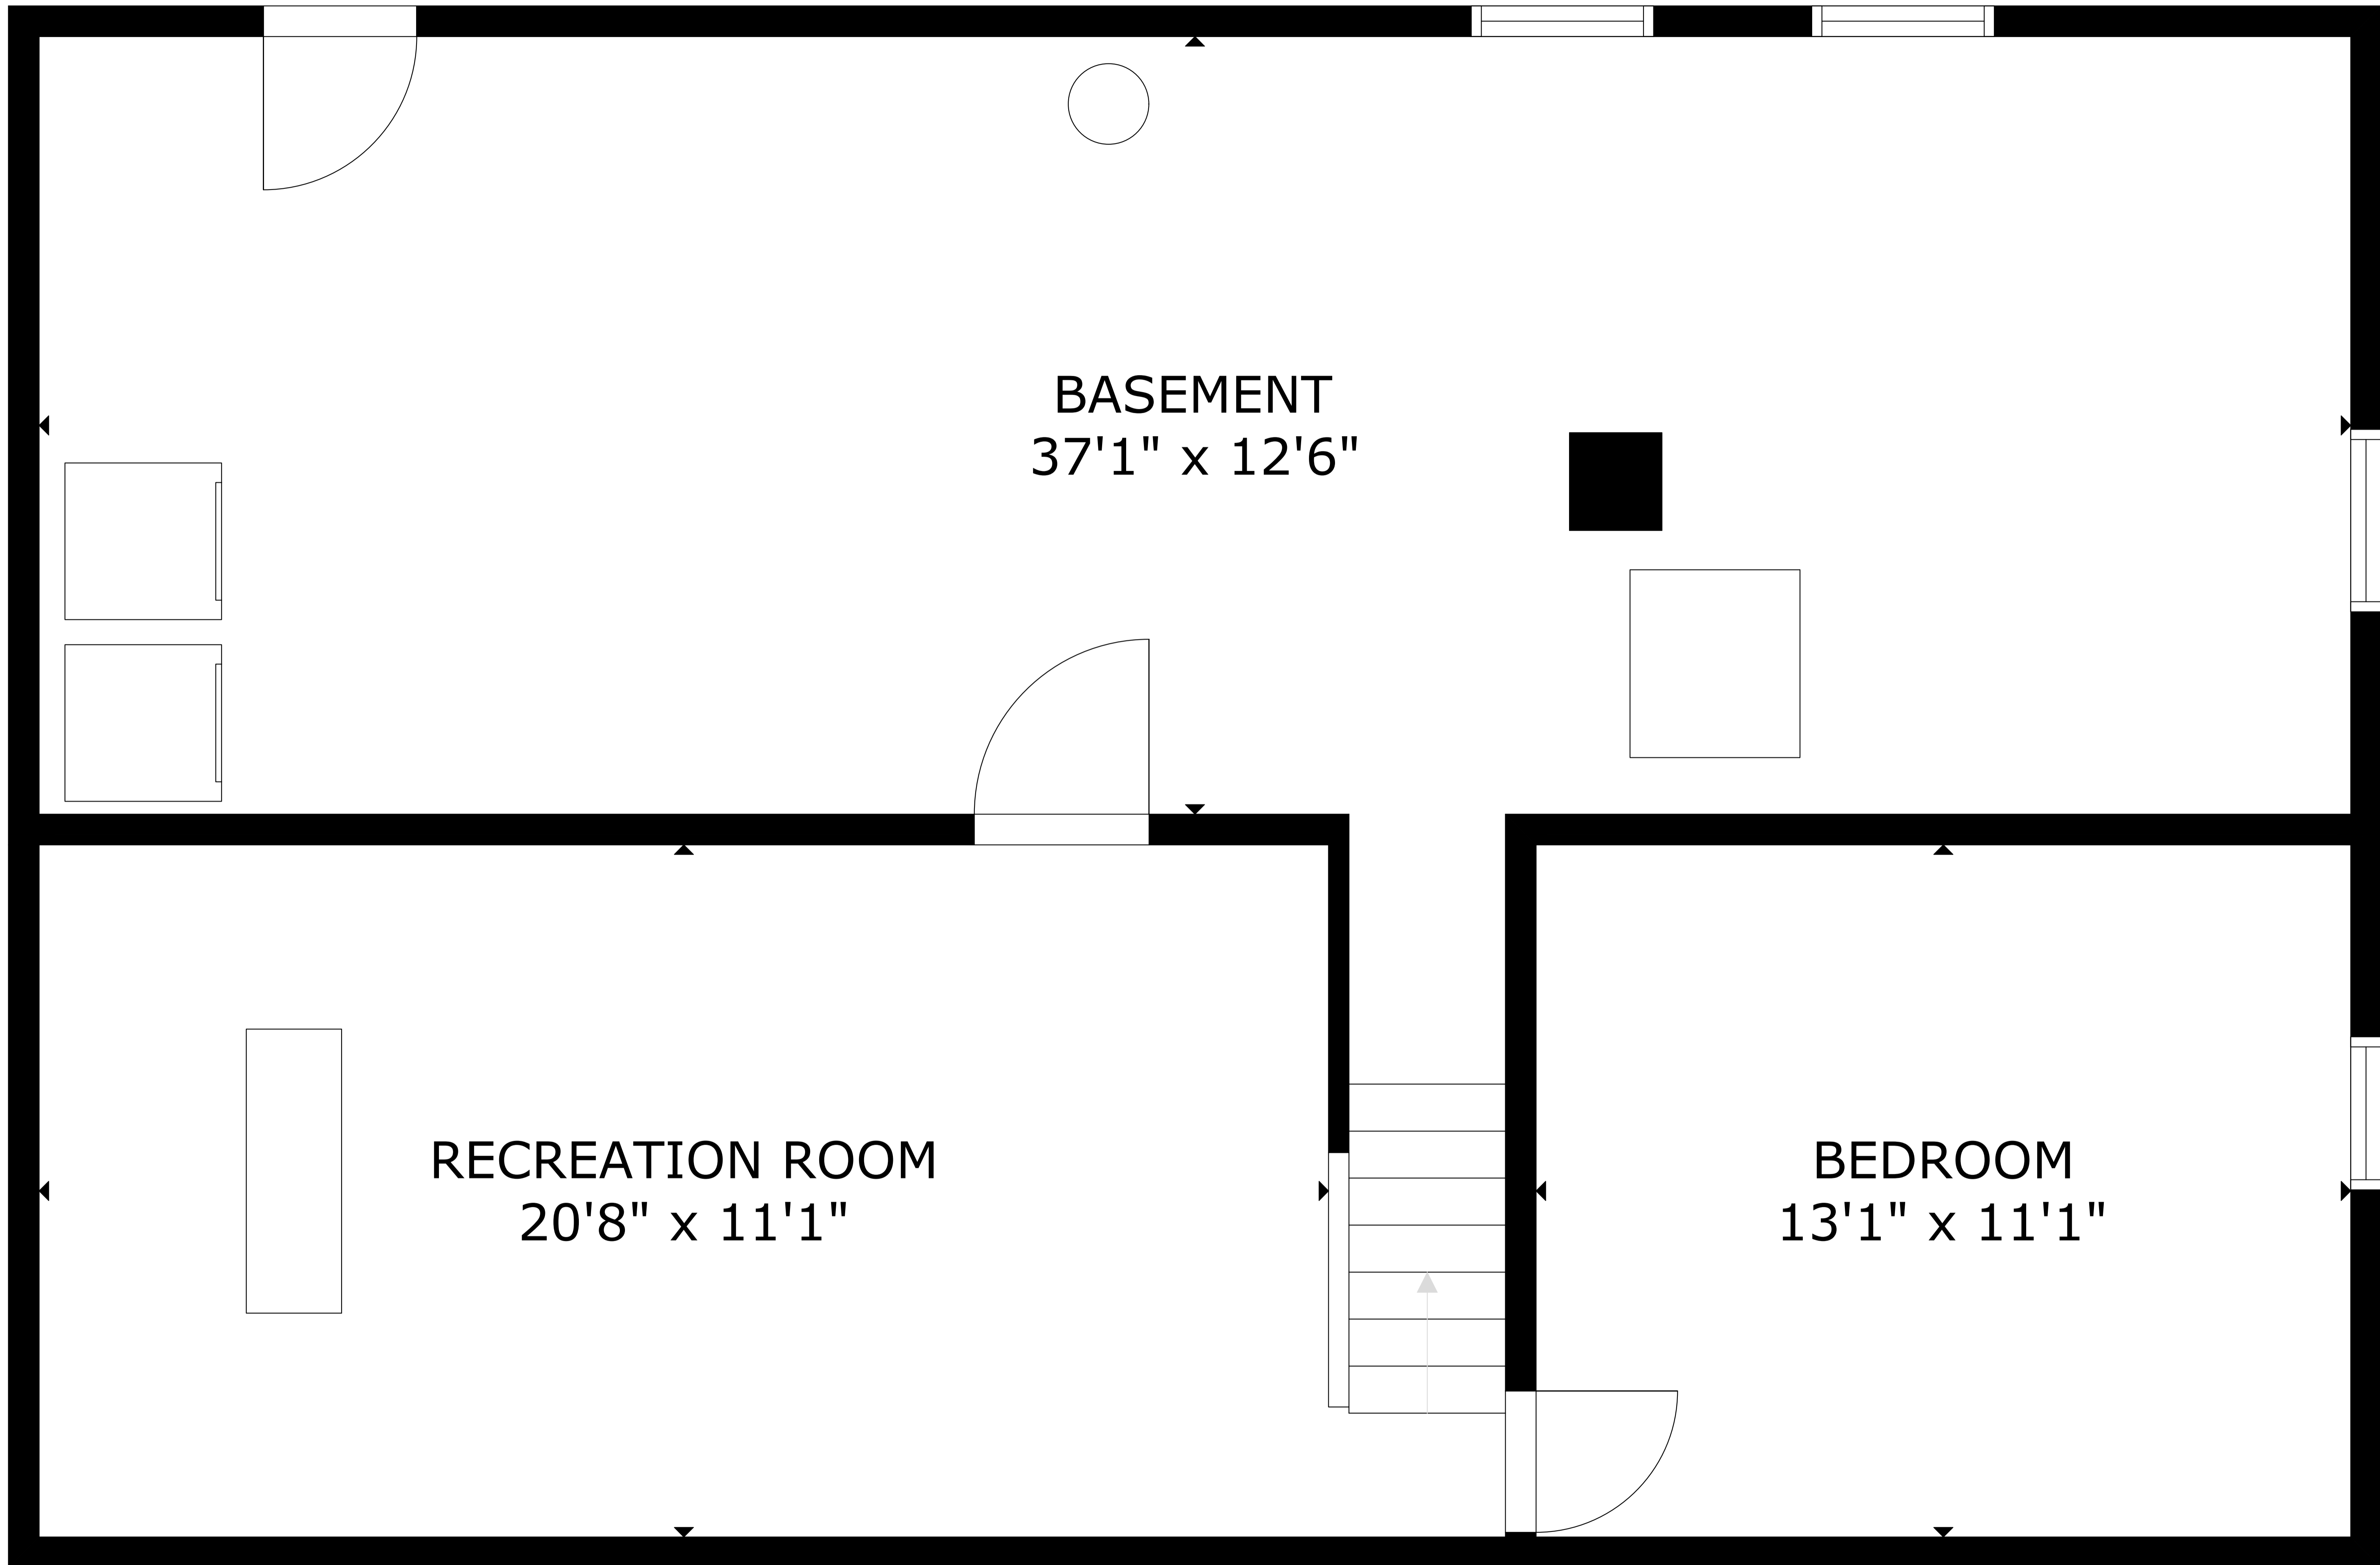 BASEMENT
37'1" x 12'6"
RECREATION ROOM
20'8" x 11'1"
BEDROOM
13'1" x 11'1"